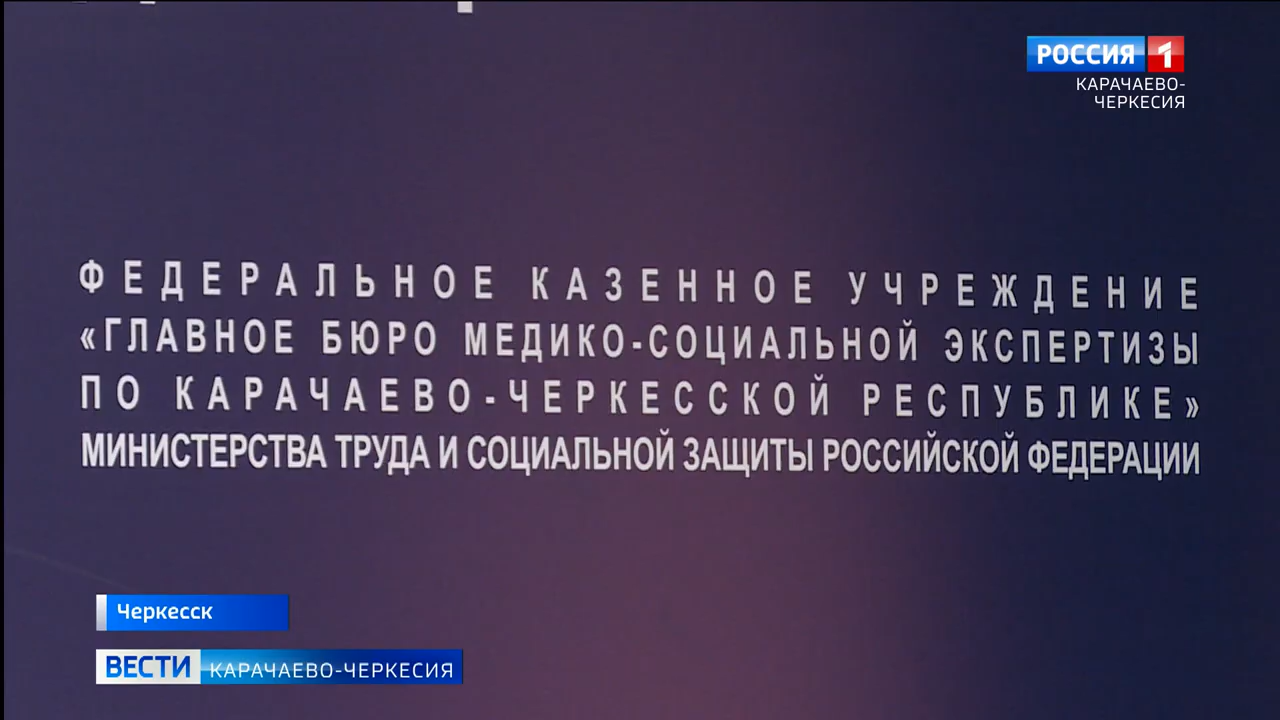 РОССИЯ 1
КАРАЧАЕВО-
ЧЕРКЕСИЯ
ФЕДЕРАЛЬНОЕ КАЗЕННОЕ УЧРЕЖДЕНИЕ
«ГЛАВНОЕ БЮРО МЕДИКО-СОЦИАЛЬНОЙ ЭКСПЕРТИЗЫ
ПО КАРАЧАЕВО-ЧЕРКЕССКОЙ РЕСПУБЛИКЕ»
МИНИСТЕРСТВА ТРУДА И СОЦИАЛЬНОЙ ЗАЩИТЫ РОССИЙСКОЙ ФЕДЕРАЦИИ
Черкесск
ВЕСТИ КАРАЧАЕВО-ЧЕРКЕСИЯ